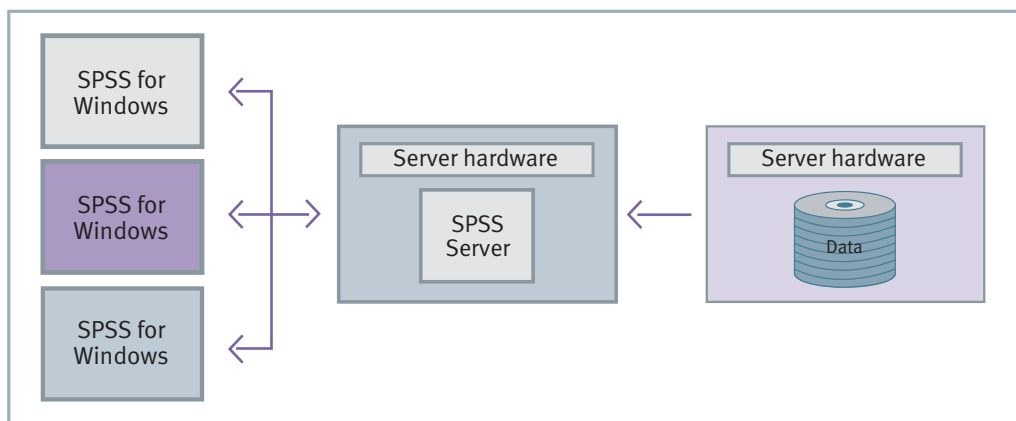 SPSS for
Windows
SPSS for
Windows
SPSS for
Windows
Server hardware
SPSS
Server
Server hardware
Data